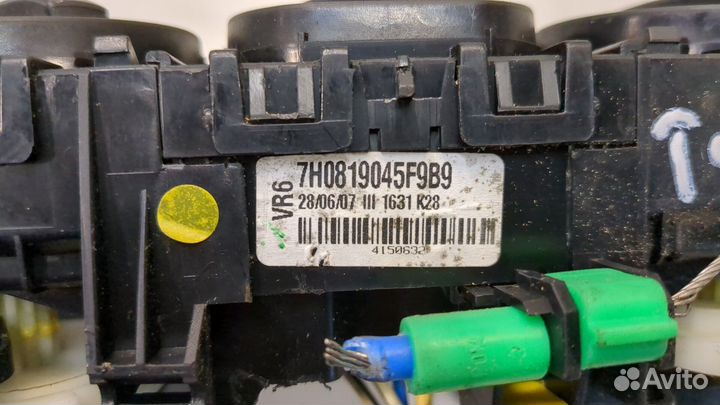 VR6
7H0819045F9B9
28/06/07 III 1631 K28
4150632
Avito